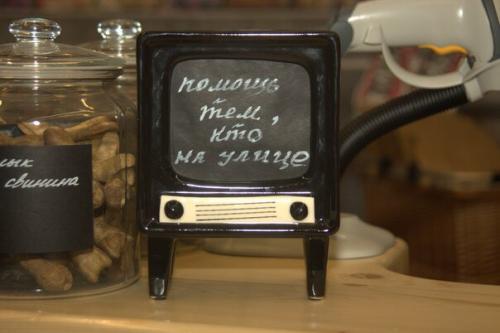 помощь
тем,
кто
на улице
свинина